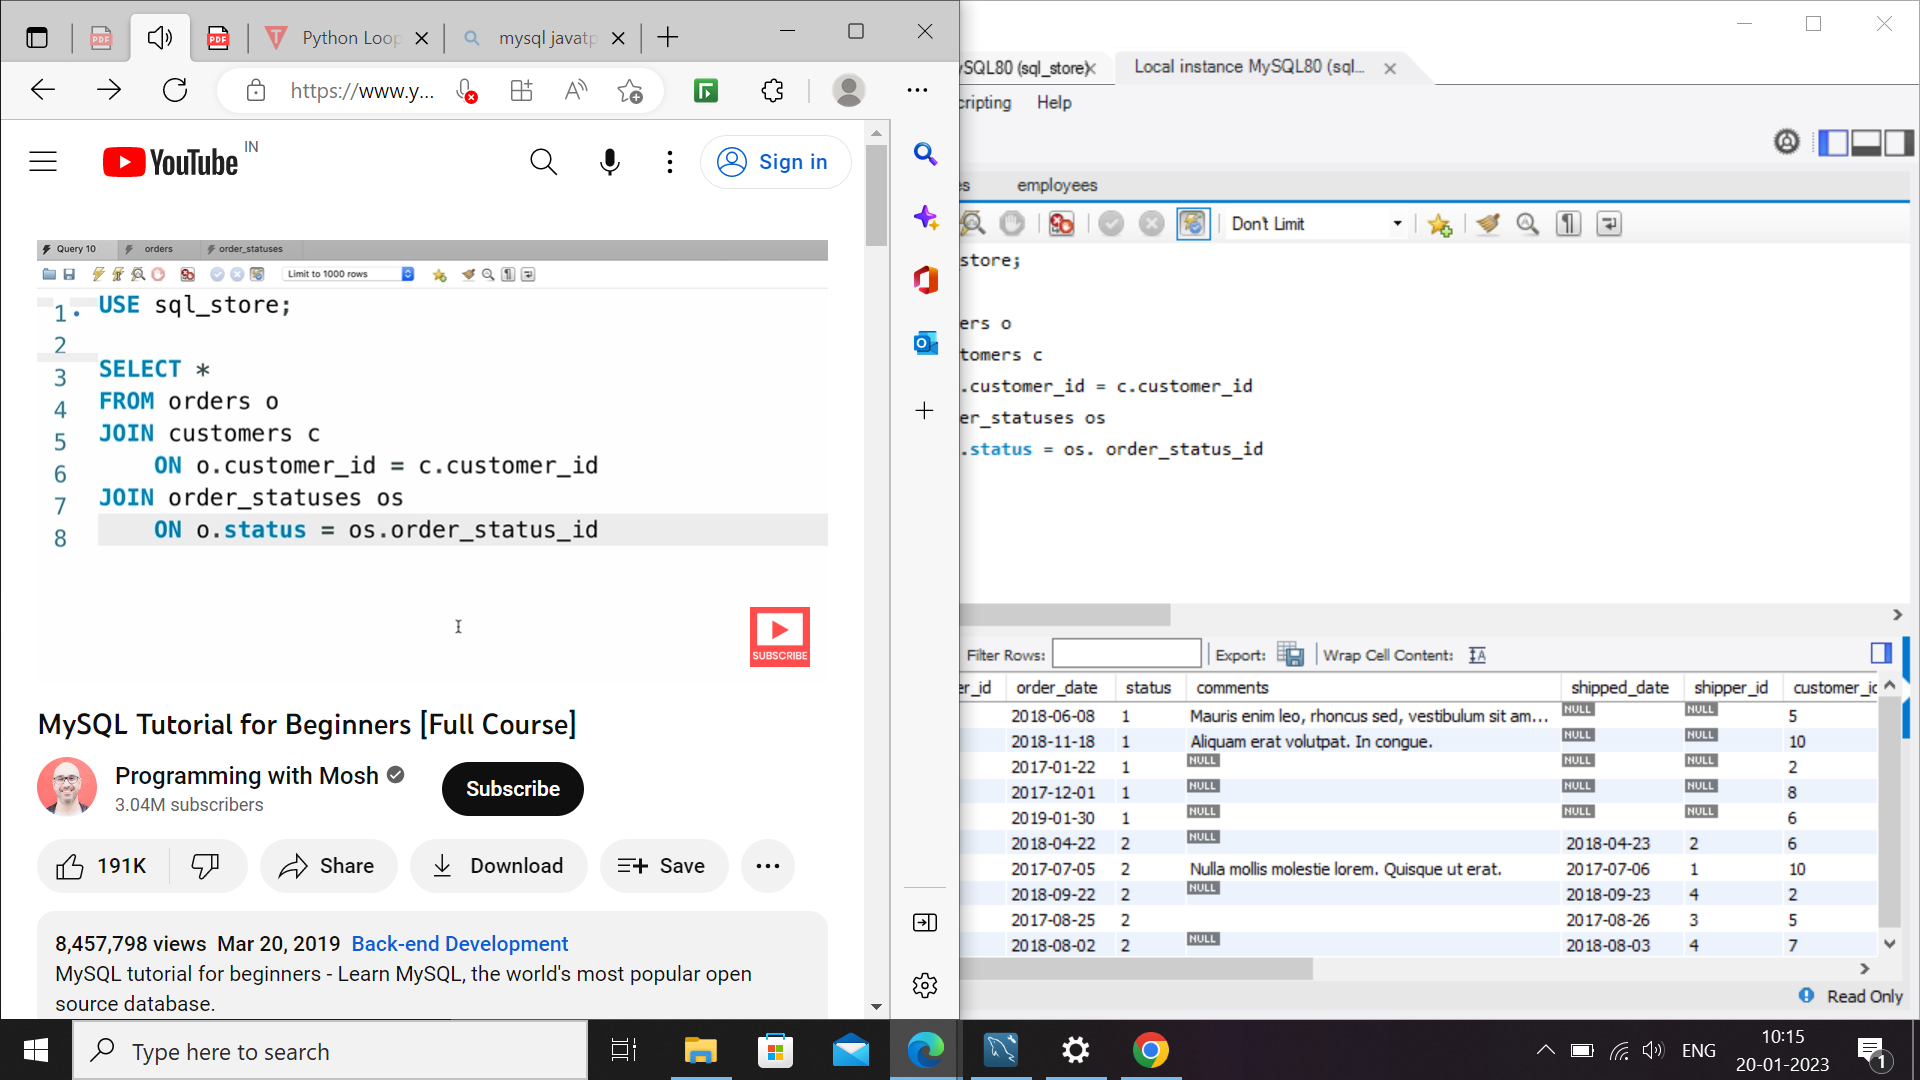 Python Loop
mysql javatp
https://www.y...
YouTube
IN
Sign in
Query 10
orders
order_statuses
Limit to 1000 rows
1
USE sql_store;
2
3
SELECT *
4
FROM orders o
5
JOIN customers c
6
ON o.customer_id = c.customer_id
7
JOIN order_statuses os
8
ON o.status = os.order_status_id
SUBSCRIBE
MySQL Tutorial for Beginners [Full Course]
Programming with Mosh
3.04M subscribers
Subscribe
191K
Share
Download
Save
8,457,798 views Mar 20, 2019 Back-end Development
MySQL tutorial for beginners - Learn MySQL, the world's most popular open
source database.
ySQL80 (sql_store)
Local instance MySQL80 (sql...
cripting Help
es employees
Don't Limit
store;
ers o
tomers c
.customer_id = c.customer_id
er_statuses os
.status = os. order_status_id
Filter Rows:
Export:
Wrap Cell Content:
er_id order_date status comments shipped_date shipper_id customer_id
2018-06-08 1 Mauris enim leo, rhoncus sed, vestibulum sit am... NULL NULL 5
2018-11-18 1 Aliquam erat volutpat. In congue. NULL NULL 10
2017-01-22 1 NULL NULL NULL 2
2017-12-01 1 NULL NULL NULL 8
2019-01-30 1 NULL NULL NULL 6
2018-04-22 2 NULL 2018-04-23 2 6
2017-07-05 2 Nulla mollis molestie lorem. Quisque ut erat. 2017-07-06 1 10
2018-09-22 2 NULL 2018-09-23 4 2
2017-08-25 2 2017-08-26 3 5
2018-08-02 2 NULL 2018-08-03 4 7
Read Only
Type here to search
ENG
10:15
20-01-2023
1